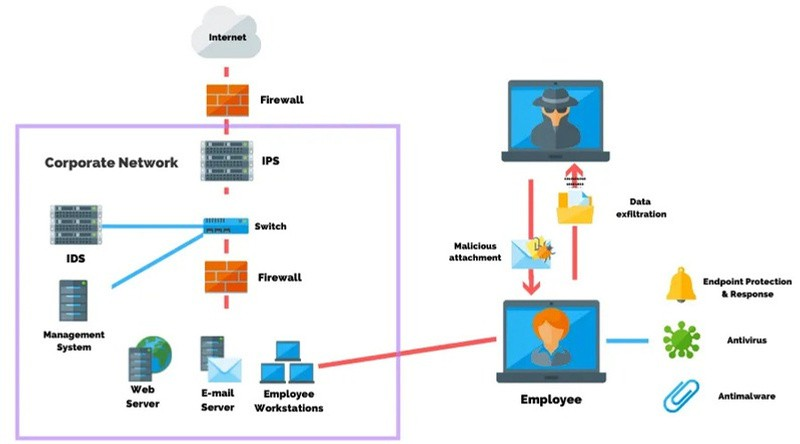 Internet
Firewall
Corporate Network
IPS
Switch
IDS
Firewall
Management
System
Web
Server
E-mail
Server
Employee
Workstations
Malicious
attachment
Data
exfiltration
Employee
Endpoint Protection
& Response
Antivirus
Antimalware